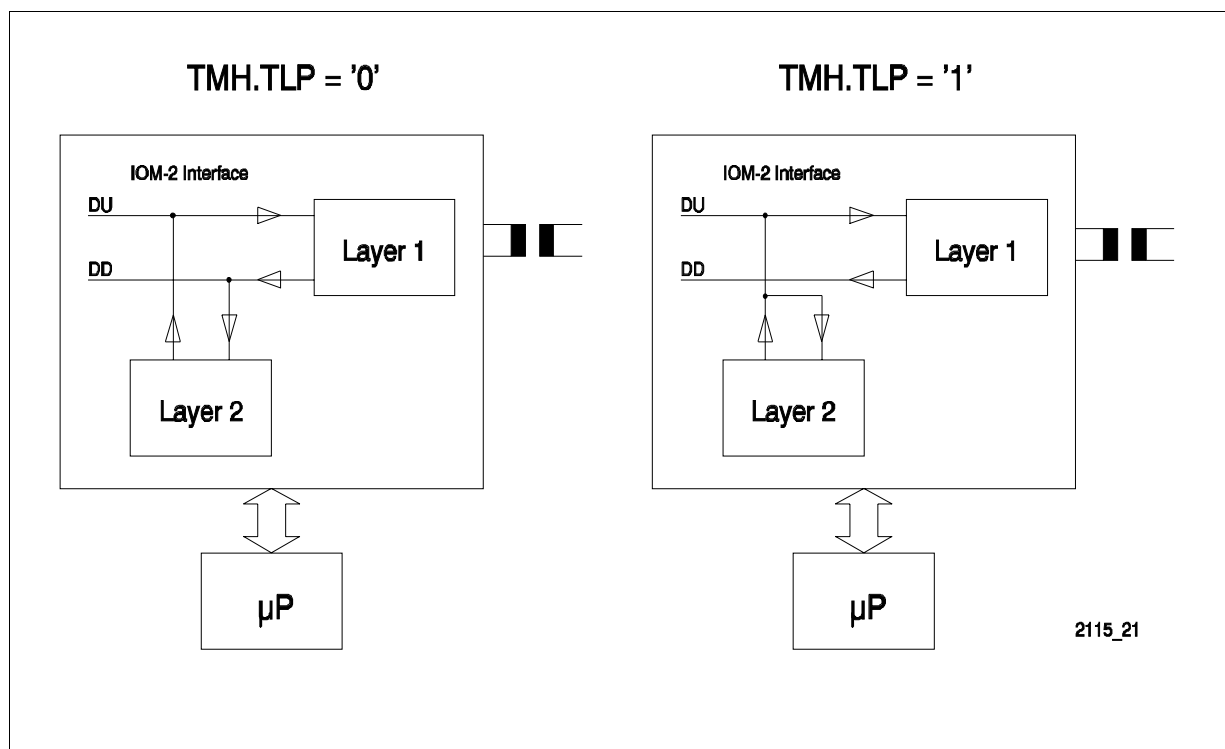 TMH.TLP = '0'
IOM-2 Interface
DU
Layer 1
DD
Layer 2
µP
TMH.TLP = '1'
IOM-2 Interface
DU
Layer 1
DD
Layer 2
µP
2115_21